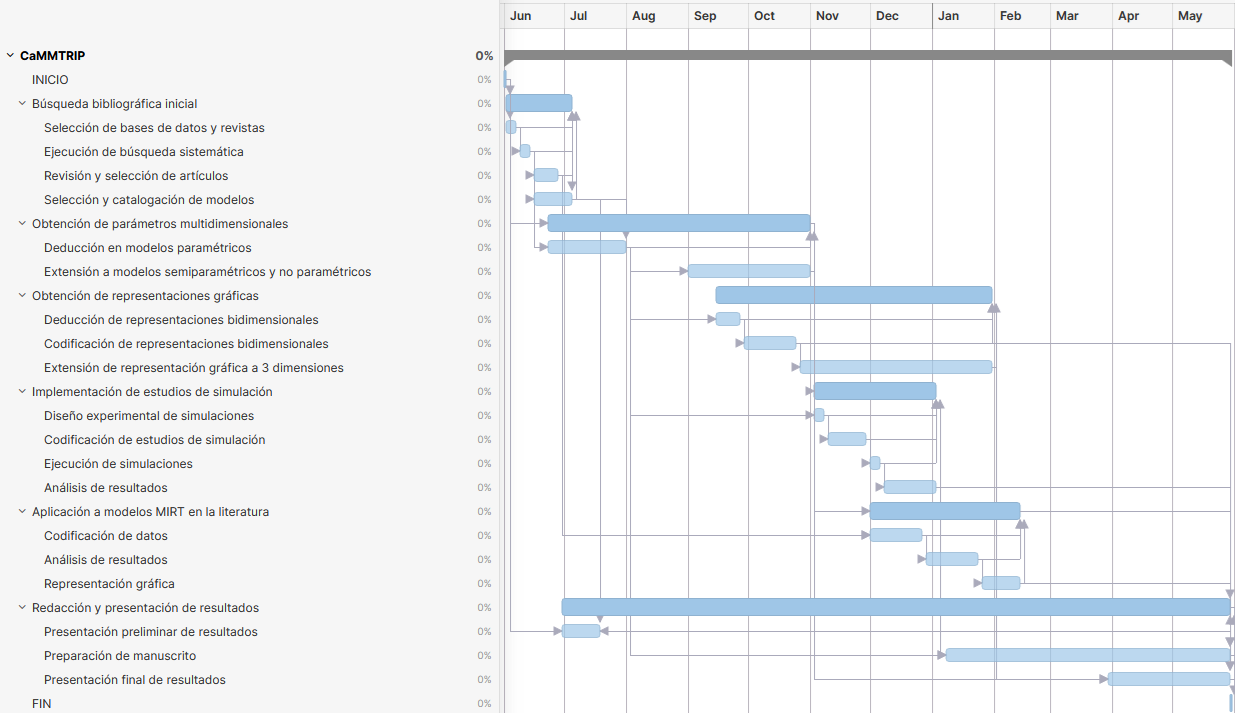 Jun Jul Aug Sep Oct Nov Dec Jan Feb Mar Apr May
CaMMTRIP 0%
INICIO 0%
Búsqueda bibliográfica inicial 0%
Selección de bases de datos y revistas 0%
Ejecución de búsqueda sistemática 0%
Revisión y selección de artículos 0%
Selección y catalogación de modelos 0%
Obtención de parámetros multidimensionales 0%
Deducción en modelos paramétricos 0%
Extensión a modelos semiparamétricos y no paramétricos 0%
Obtención de representaciones gráficas 0%
Deducción de representaciones bidimensionales 0%
Codificación de representaciones bidimensionales 0%
Extensión de representación gráfica a 3 dimensiones 0%
Implementación de estudios de simulación 0%
Diseño experimental de simulaciones 0%
Codificación de estudios de simulación 0%
Ejecución de simulaciones 0%
Análisis de resultados 0%
Aplicación a modelos MIRT en la literatura 0%
Codificación de datos 0%
Análisis de resultados 0%
Representación gráfica 0%
Redacción y presentación de resultados 0%
Presentación preliminar de resultados 0%
Preparación de manuscrito 0%
Presentación final de resultados 0%
FIN 0%